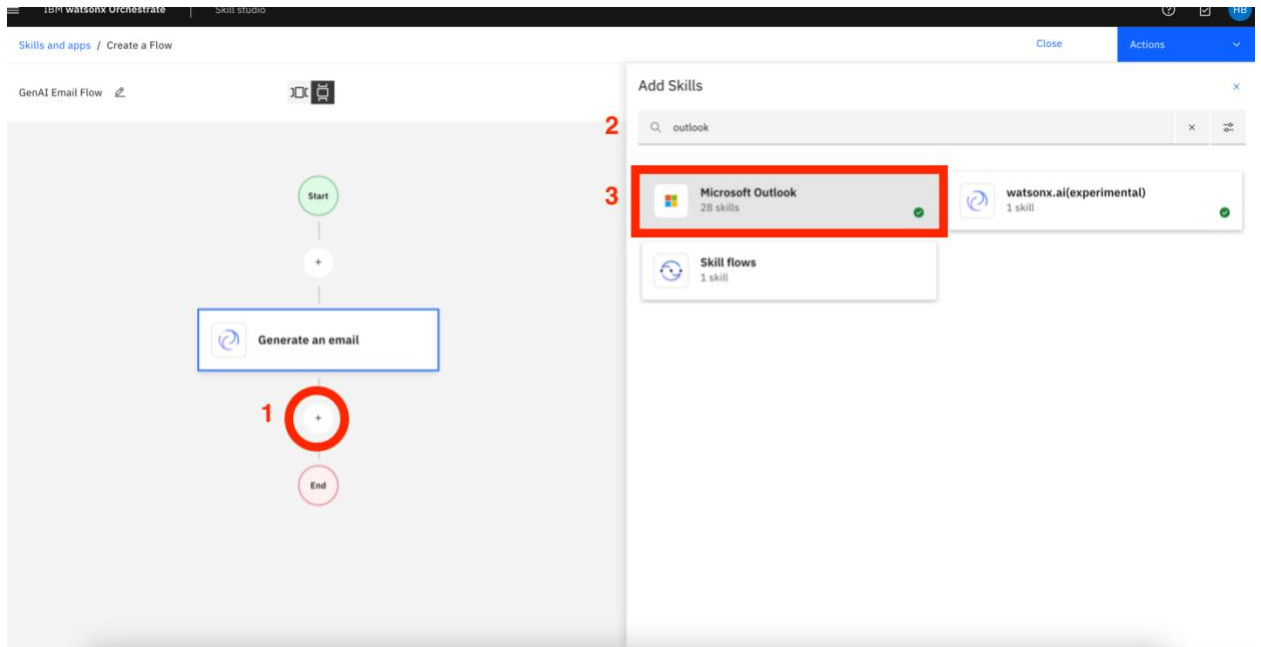 IBM watsonx Orchestrate | Skill studio HB
Skills and apps / Create a Flow Close Actions
GenAI Email Flow
Add Skills
2 outlook
Start
3 Microsoft Outlook
28 skills
watsonx.ai(experimental)
1 skill
+
Skill flows
1 skill
Generate an email
1 +
End